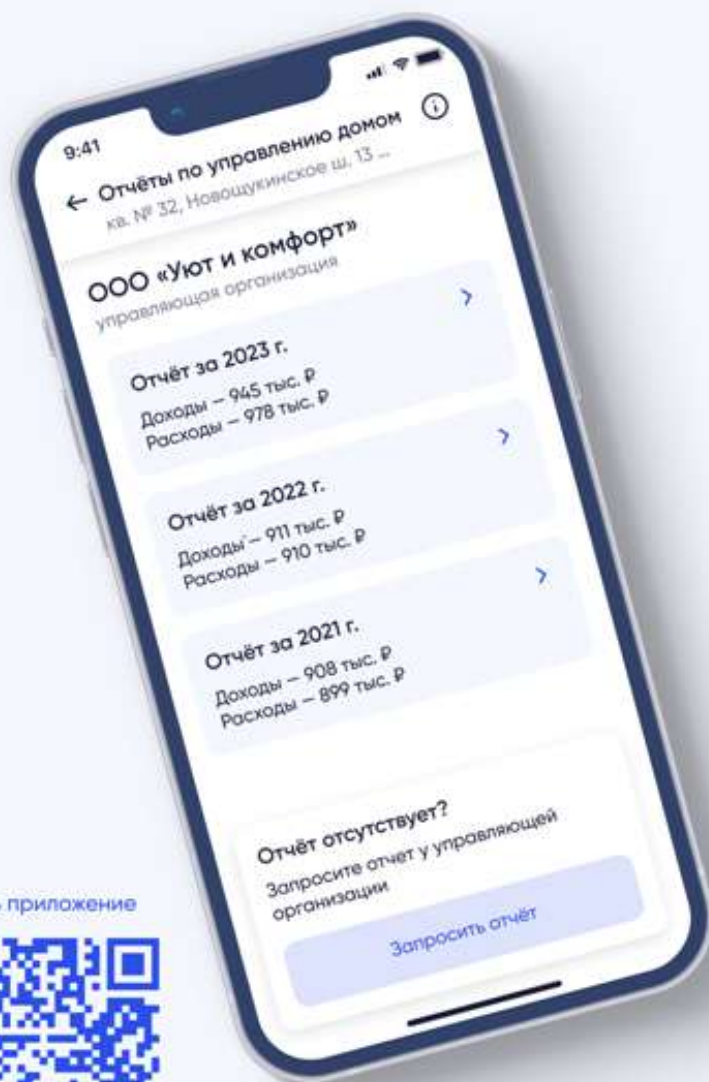 9:41
Отчёты по управлению домом
кв. № 32, Новощукинское ш, 13 ...
ООО «Уют и комфорт»
управляющая организация
Отчёт за 2023 г.
Доходы – 945 тыс. ₽
Расходы – 978 тыс. ₽
Отчёт за 2022 г.
Доходы – 911 тыс. ₽
Расходы – 910 тыс. ₽
Отчёт за 2021 г.
Доходы – 908 тыс. ₽
Расходы – 899 тыс. ₽
Отчёт отсутствует?
Запросите отчет у управляющей
организации
Запросить отчёт
приложение